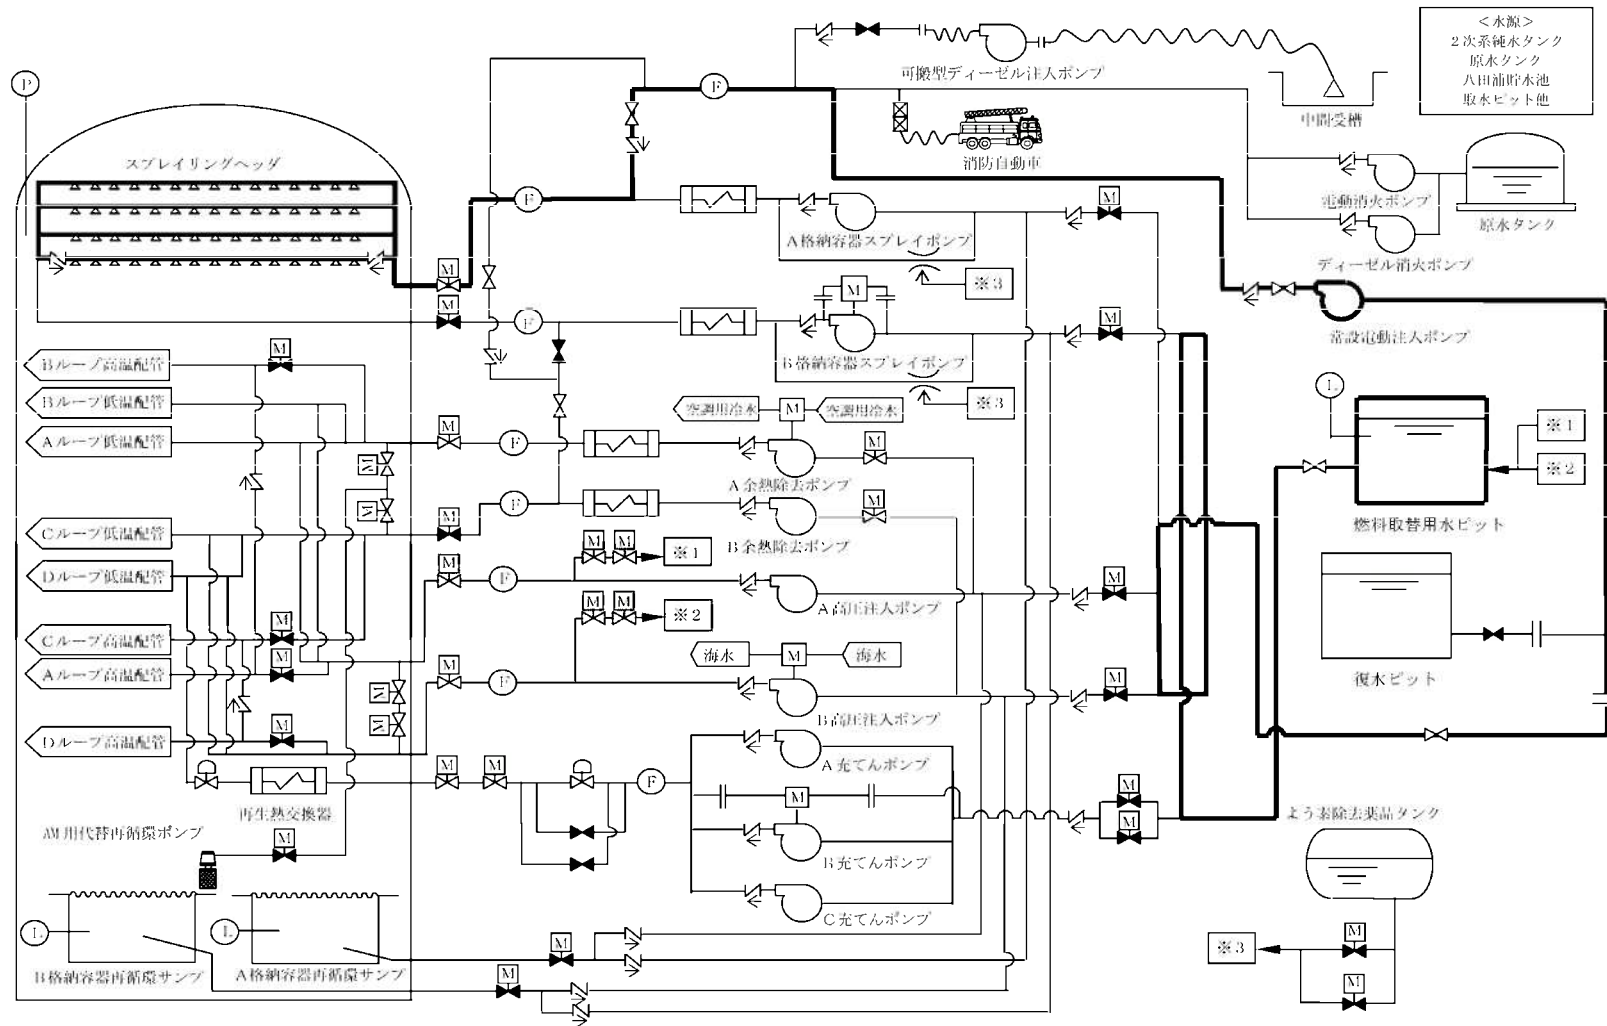 <水源>
2次系純水タンク
原水タンク
八田浦貯水池
取水ピット他
P
F
可搬型ディーゼル注入ポンプ
中間受槽
消防自動車
スプレイリングヘッダ
F
電動消火ポンプ
原水タンク
M
A格納容器スプレイポンプ
ディーゼル消火ポンプ
M
※3
M
F
M
M
常設電動注入ポンプ
B格納容器スプレイポンプ
※3
Bループ高温配管
M
L
Bループ低温配管
空調用冷水
M
空調用冷水
※1
Aループ低温配管
M
F
M
M
※2
A余熱除去ポンプ
燃料取替用水ピット
M
M
F
M
Cループ低温配管
B余熱除去ポンプ
M
M
※1
Dループ低温配管
M
F
M
A高圧注入ポンプ
M
M
※2
Cループ高温配管
M
海水
M
海水
Aループ高温配管
M
M
F
M
復水ピット
M
M
B高圧注入ポンプ
Dループ高温配管
M
A充てんポンプ
M
M
F
M
M
再生熱交換器
よう素除去薬品タンク
AM用代替再循環ポンプ
M
M
B充てんポンプ
C充てんポンプ
L
L
M
M
※3
B格納容器再循環サンプ
A格納容器再循環サンプ
M
M